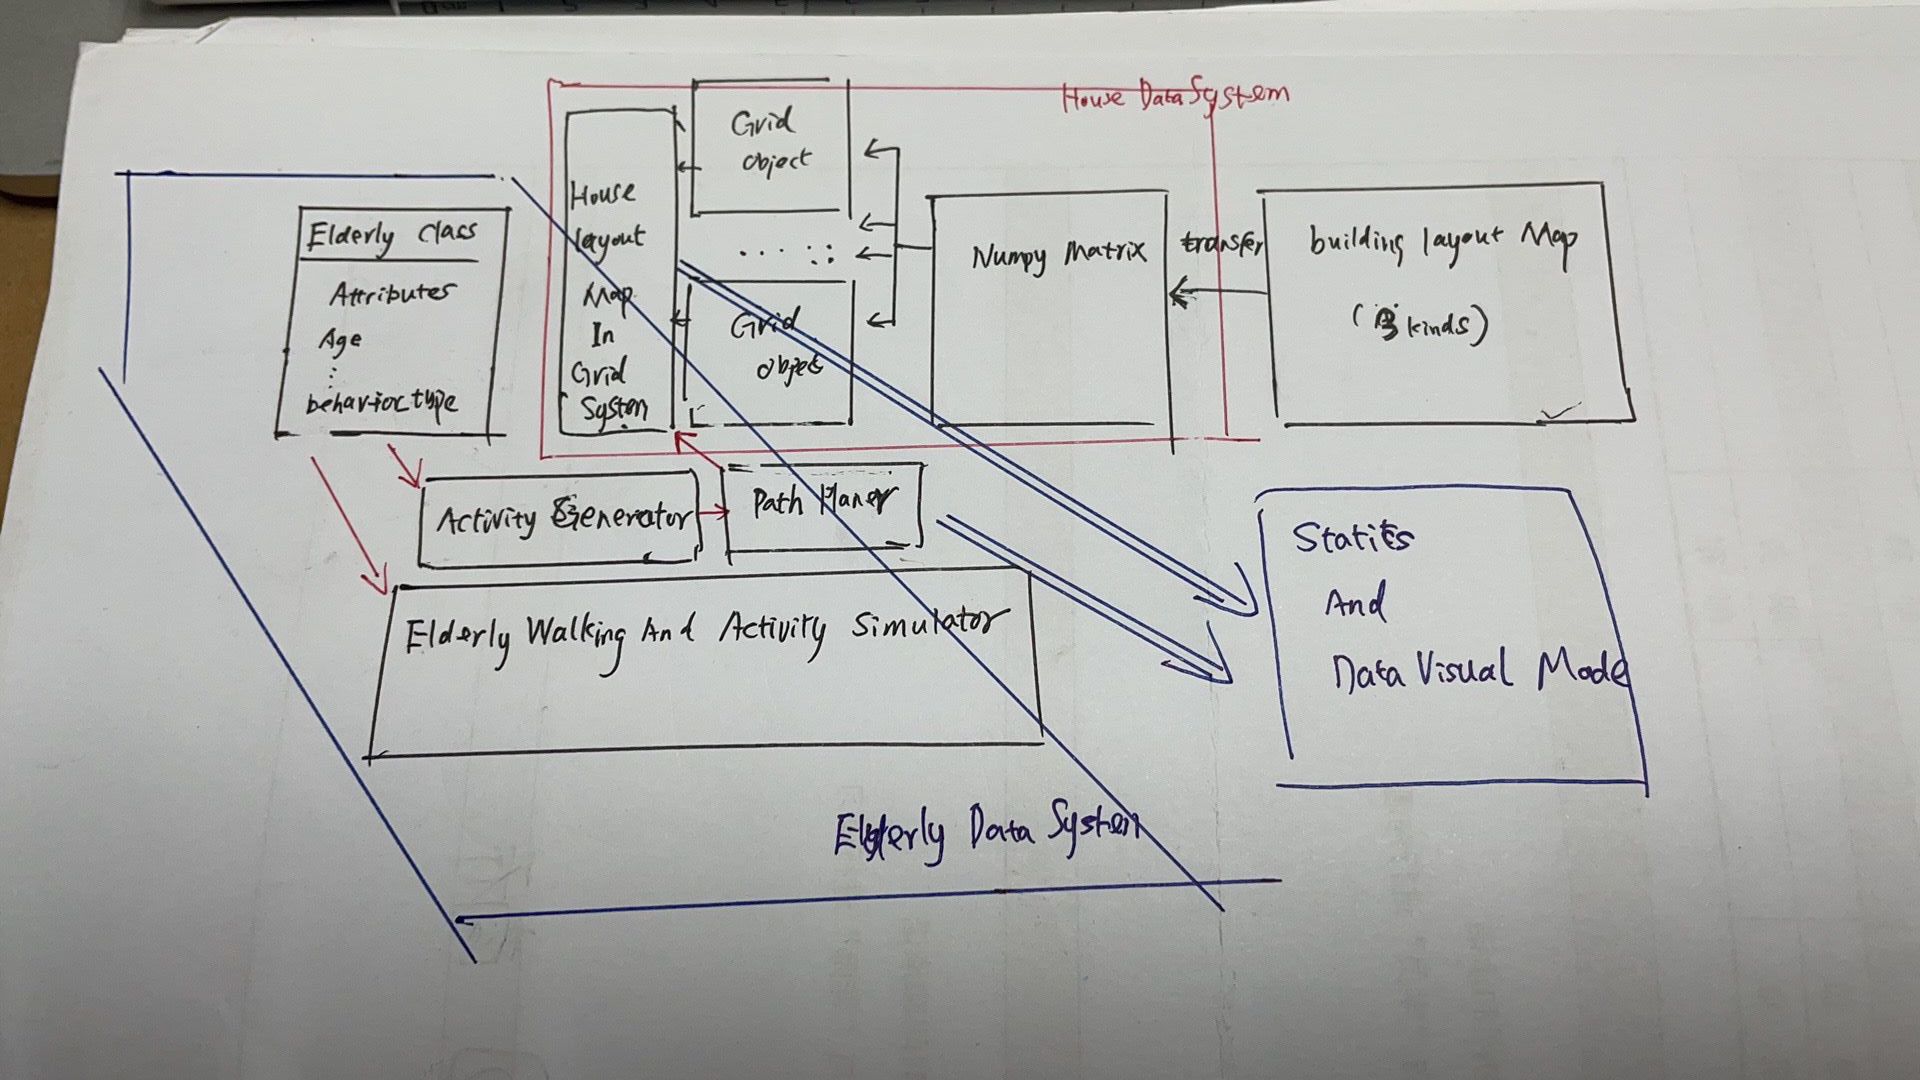 House Data System
Grid
object
House
layout
Map
In
Grid
System
Elderly class
Attributes
Age
behavior type
. . . . : :
Grid
object
Numpy Matrix
transfer
building layout Map
(3 kinds)
Activity Generator
Path Planer
Elderly Walking And Activity Simulator
Statits
And
Data Visual Mode
Elderly Data System